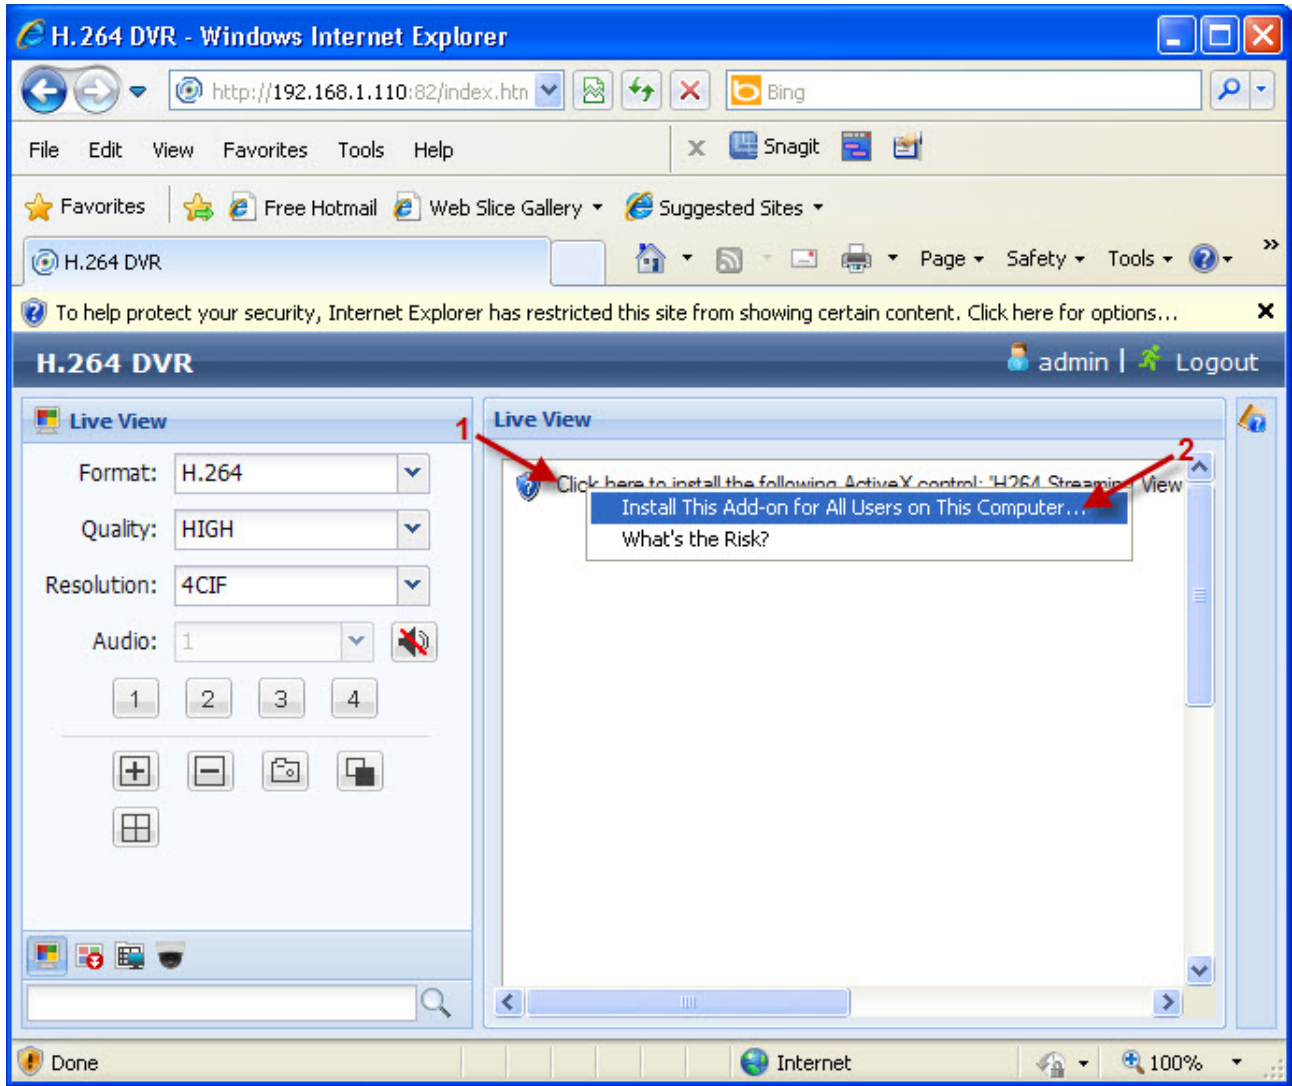 H.264 DVR - Windows Internet Explorer
http://192.168.1.110:82/index.htn
Bing
File Edit View Favorites Tools Help
x Snagit
Favorites Free Hotmail Web Slice Gallery Suggested Sites
H.264 DVR
Page Safety Tools »
To help protect your security, Internet Explorer has restricted this site from showing certain content. Click here for options...
H.264 DVR
admin | Logout
Live View
Format: H.264
Quality: HIGH
Resolution: 4CIF
Audio: 1
1 2 3 4
Live View
1
2
Click here to install the following ActiveX control: 'H264 Streaming View
Install This Add-on for All Users on This Computer...
What's the Risk?
Done
Internet
100%